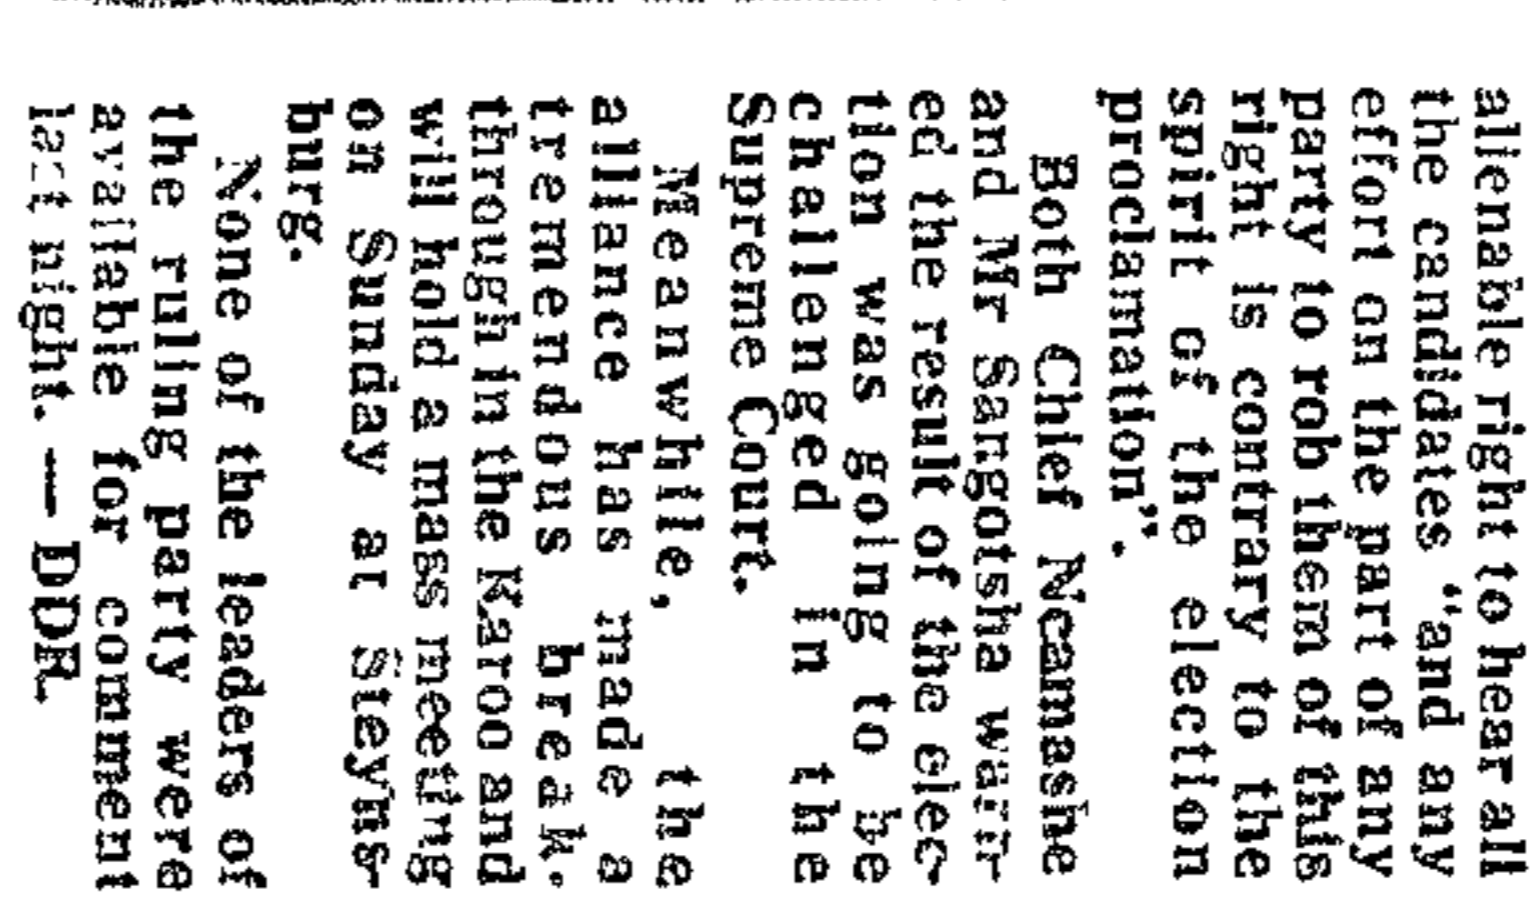 alienable right to hear all
the candidates "and any
effort on the part of any
party to rob them of this
right is contrary to the
spirit of the election
proclamation".
Both Chief Neamashe
and Mr Sangotsha warn-
ed the result of the elec-
tion was going to be
challenged in the
Supreme Court.
Meanwhile, the
alliance has made a
tremendous break-
through in the Karoo and
will hold a mass meeting
on Sunday at Steyns-
burg.
None of the leaders of
the ruling party were
available for comment
last night. — DDR.